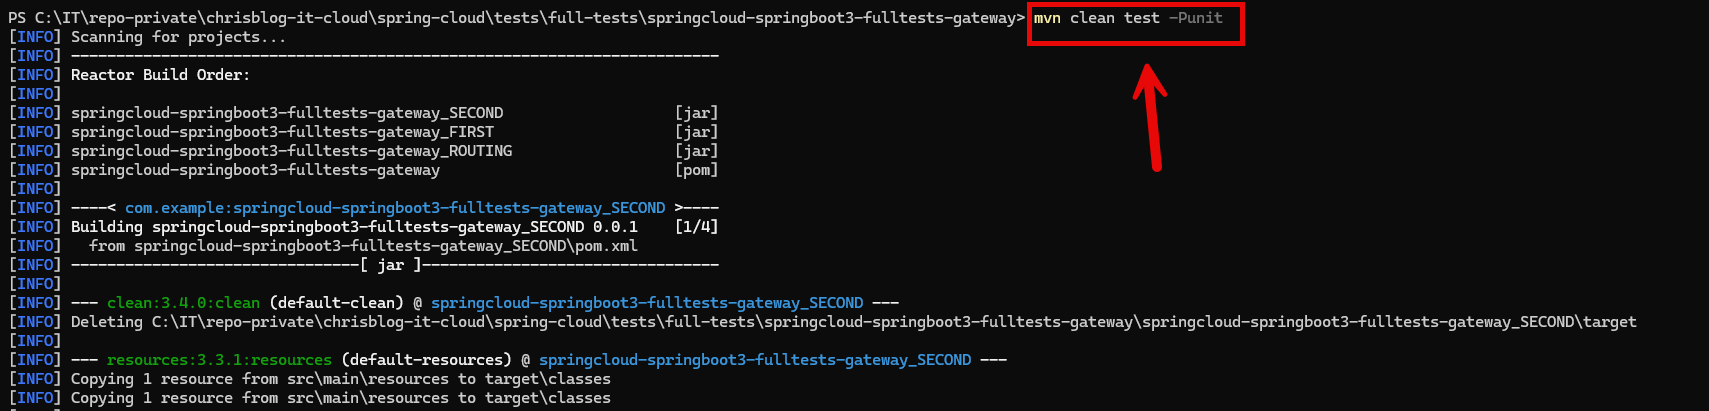 PS C:\IT\repo-private\chrisblog-it-cloud\spring-cloud\tests\full-tests\springcloud-springboot3-fulltests-gateway> mvn clean test -Punit
[INFO] Scanning for projects...
[INFO] ------------------------------------------------------------------------
[INFO] Reactor Build Order:
[INFO]
[INFO] springcloud-springboot3-fulltests-gateway_SECOND                   [jar]
[INFO] springcloud-springboot3-fulltests-gateway_FIRST                    [jar]
[INFO] springcloud-springboot3-fulltests-gateway_ROUTING                  [jar]
[INFO] springcloud-springboot3-fulltests-gateway                          [pom]
[INFO]
[INFO] ----< com.example:springcloud-springboot3-fulltests-gateway_SECOND >----
[INFO] Building springcloud-springboot3-fulltests-gateway_SECOND 0.0.1    [1/4]
[INFO]   from springcloud-springboot3-fulltests-gateway_SECOND\pom.xml
[INFO] --------------------------------[ jar ]---------------------------------
[INFO]
[INFO] --- clean:3.4.0:clean (default-clean) @ springcloud-springboot3-fulltests-gateway_SECOND ---
[INFO] Deleting C:\IT\repo-private\chrisblog-it-cloud\spring-cloud\tests\full-tests\springcloud-springboot3-fulltests-gateway\springcloud-springboot3-fulltests-gateway_SECOND\target
[INFO]
[INFO] --- resources:3.3.1:resources (default-resources) @ springcloud-springboot3-fulltests-gateway_SECOND ---
[INFO] Copying 1 resource from src\main\resources to target\classes
[INFO] Copying 1 resource from src\main\resources to target\classes